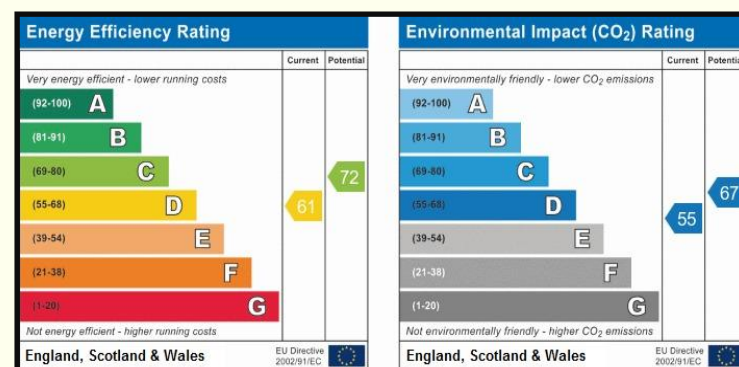 Energy Efficiency Rating
Current Potential
Very energy efficient - lower running costs
(92-100) A
(81-91) B
(69-80) C
72
(55-68) D
61
(39-54) E
(21-38) F
(1-20) G
Not energy efficient - higher running costs
England, Scotland & Wales
EU Directive
2002/91/EC
Environmental Impact (CO₂) Rating
Current Potential
Very environmentally friendly - lower CO₂ emissions
(92-100) A
(81-91) B
(69-80) C
67
(55-68) D
55
(39-54) E
(21-38) F
(1-20) G
Not environmentally friendly - higher CO₂ emissions
England, Scotland & Wales
EU Directive
2002/91/EC